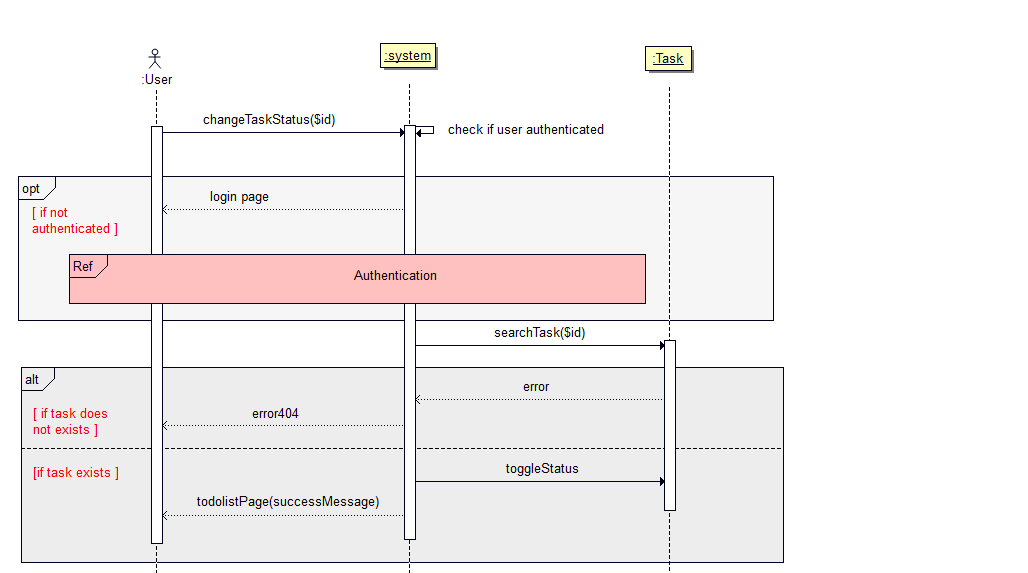 :system
:Task
:User
changeTaskStatus($id)
check if user authenticated
opt
login page
[ if not
authenticated ]
Ref
Authentication
searchTask($id)
alt
error
[ if task does
not exists ]
error404
[if task exists ]
toggleStatus
todolistPage(successMessage)